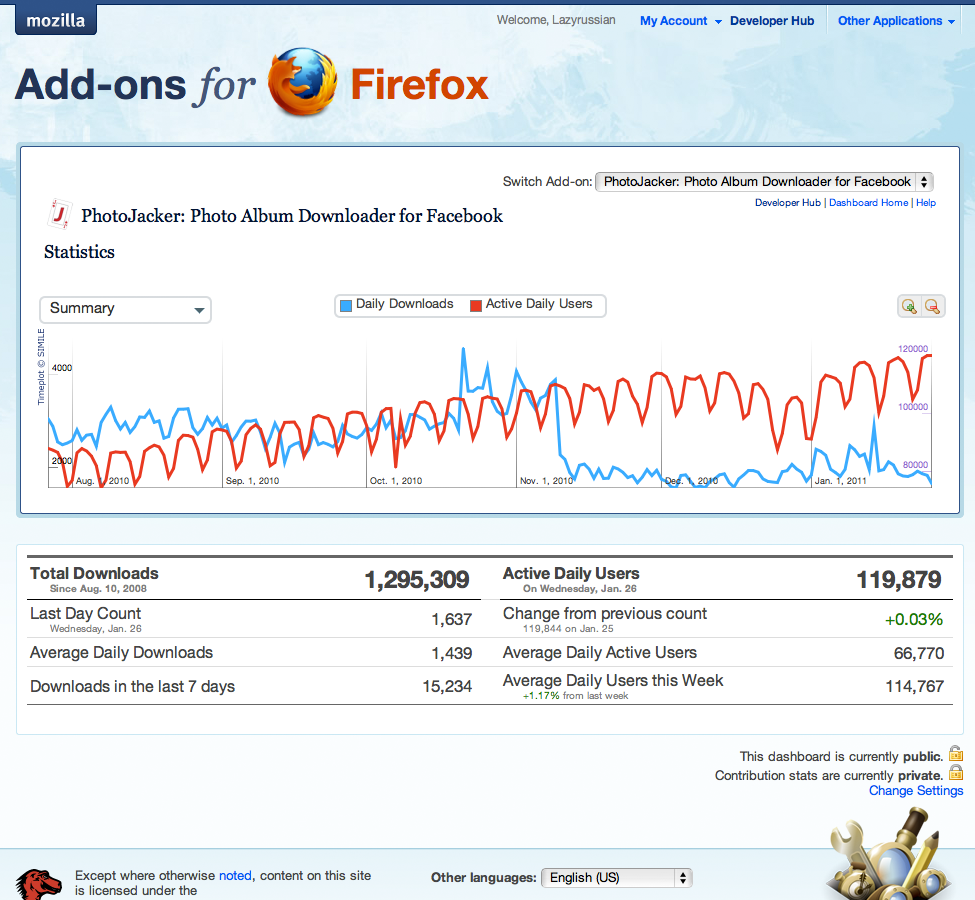 mozilla
Welcome, Lazyrussian My Account Developer Hub Other Applications
Add-ons for Firefox
Switch Add-on: PhotoJacker: Photo Album Downloader for Facebook
Developer Hub | Dashboard Home | Help
J PhotoJacker: Photo Album Downloader for Facebook
Statistics
Summary
Daily Downloads Active Daily Users
Timeplot © SIMILE
4000
2000
120000
100000
80000
Aug. 1, 2010 Sep. 1, 2010 Oct. 1, 2010 Nov. 1, 2010 Dec. 1, 2010 Jan. 1, 2011
Total Downloads 1,295,309
Since Aug. 10, 2008
Last Day Count 1,637
Wednesday, Jan. 26
Average Daily Downloads 1,439
Downloads in the last 7 days 15,234
Active Daily Users 119,879
On Wednesday, Jan. 26
Change from previous count +0.03%
119,844 on Jan. 25
Average Daily Active Users 66,770
Average Daily Users this Week 114,767
+1.17% from last week
This dashboard is currently public.
Contribution stats are currently private.
Change Settings
Except where otherwise noted, content on this site
is licensed under the
Other languages: English (US)